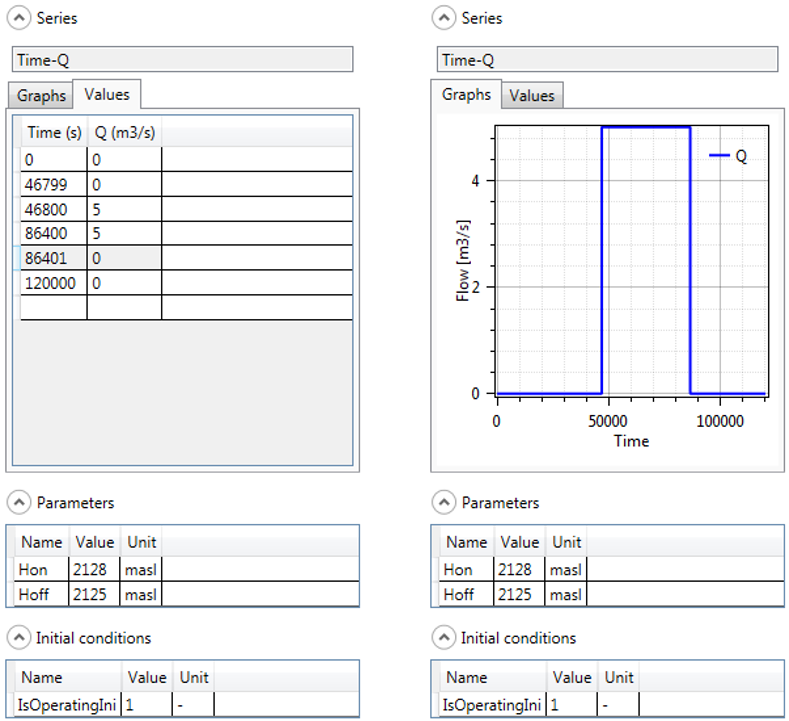 Series
Time-Q
Graphs Values
Time (s) Q (m3/s)
0 0
46799 0
46800 5
86400 5
86401 0
120000 0
Parameters
Name Value Unit
Hon 2128 masl
Hoff 2125 masl
Initial conditions
Name Value Unit
IsOperatingIni 1 -
Series
Time-Q
Graphs Values
Q
Flow [m3/s]
4
2
0
0 50000 100000
Time
Parameters
Name Value Unit
Hon 2128 masl
Hoff 2125 masl
Initial conditions
Name Value Unit
IsOperatingIni 1 -